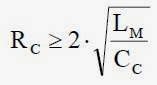 R_C ≥ 2 · √(L_M / C_C)